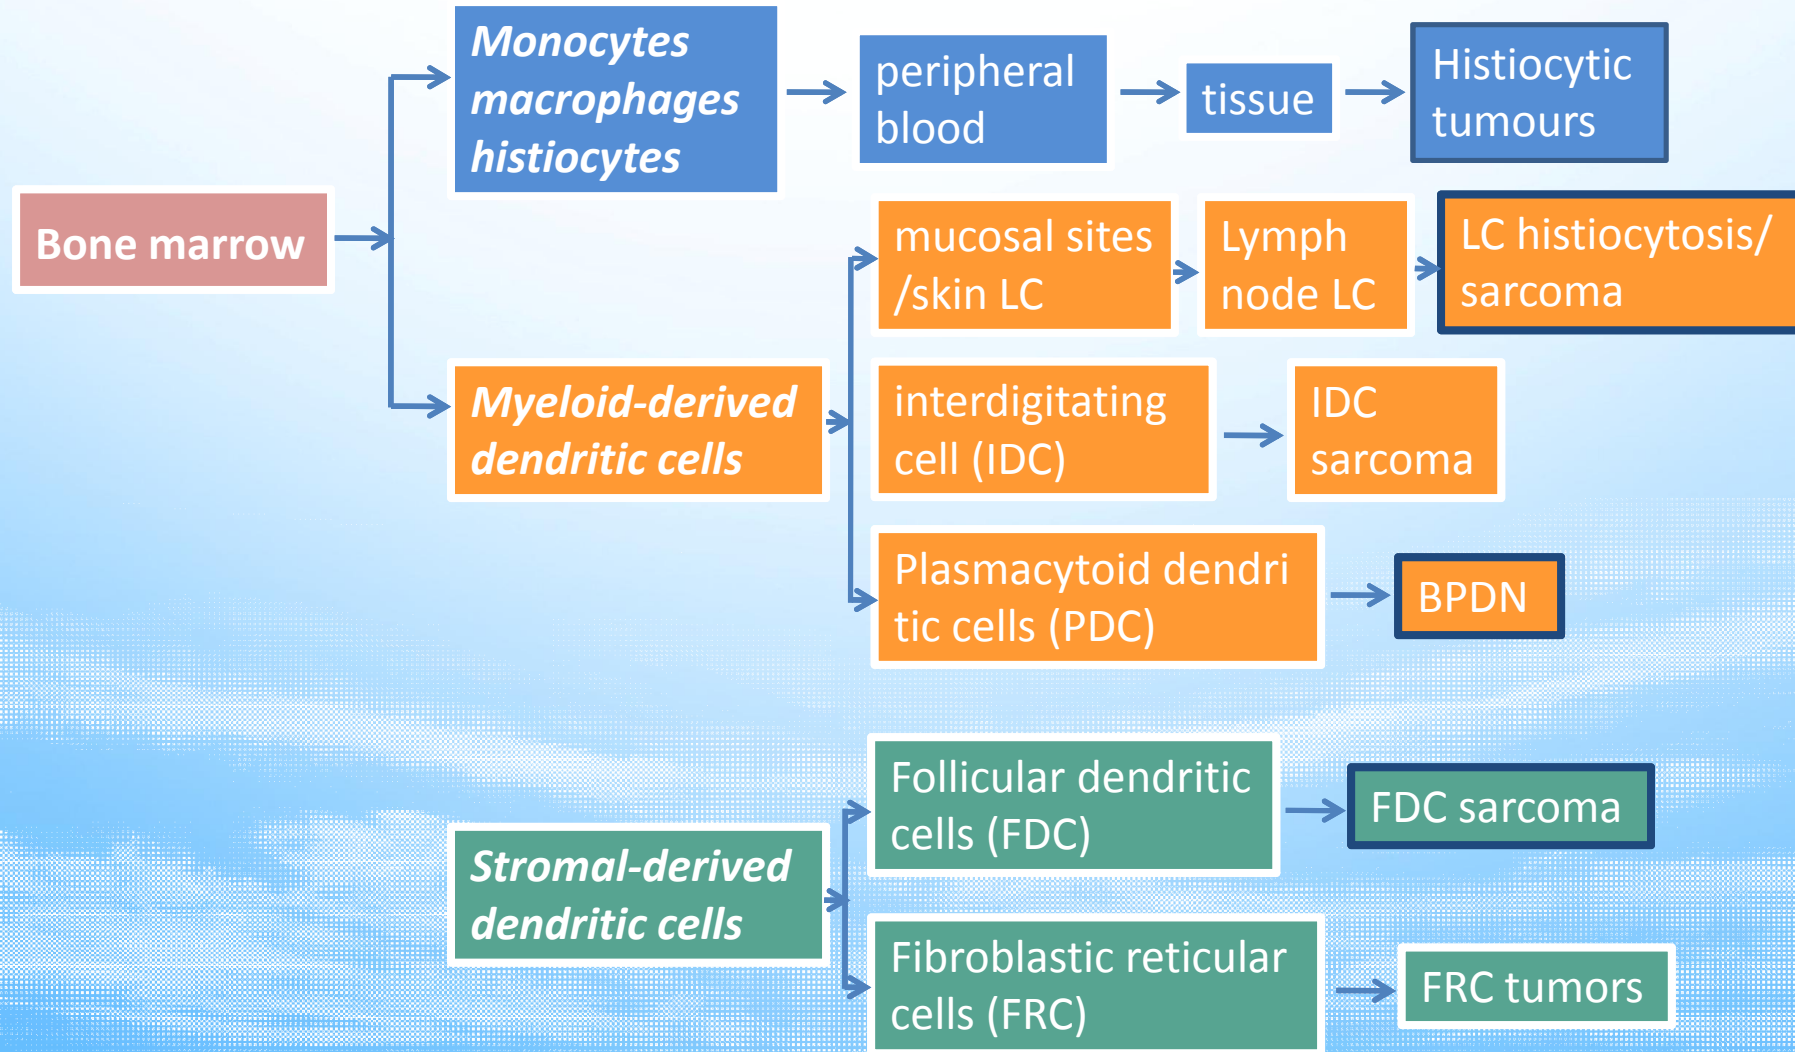 Bone marrow
Monocytes
macrophages
histiocytes
peripheral
blood
tissue
Histiocytic
tumours
Myeloid-derived
dendritic cells
mucosal sites
/skin LC
Lymph
node LC
LC histiocytosis/
sarcoma
interdigitating
cell (IDC)
IDC
sarcoma
Plasmacytoid dendri
tic cells (PDC)
BPDN
Stromal-derived
dendritic cells
Follicular dendritic
cells (FDC)
FDC sarcoma
Fibroblastic reticular
cells (FRC)
FRC tumors